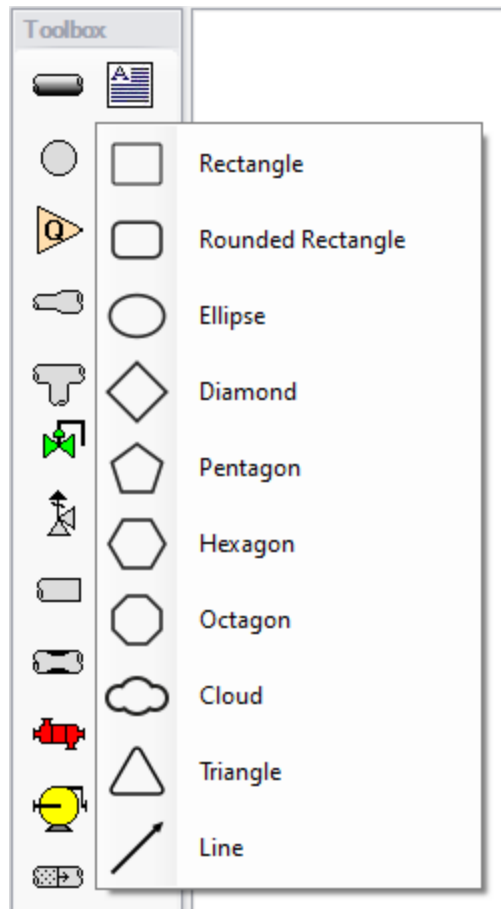 Toolbox
A
Rectangle
Q
Rounded Rectangle
Ellipse
Diamond
Pentagon
Hexagon
Octagon
Cloud
Triangle
Line